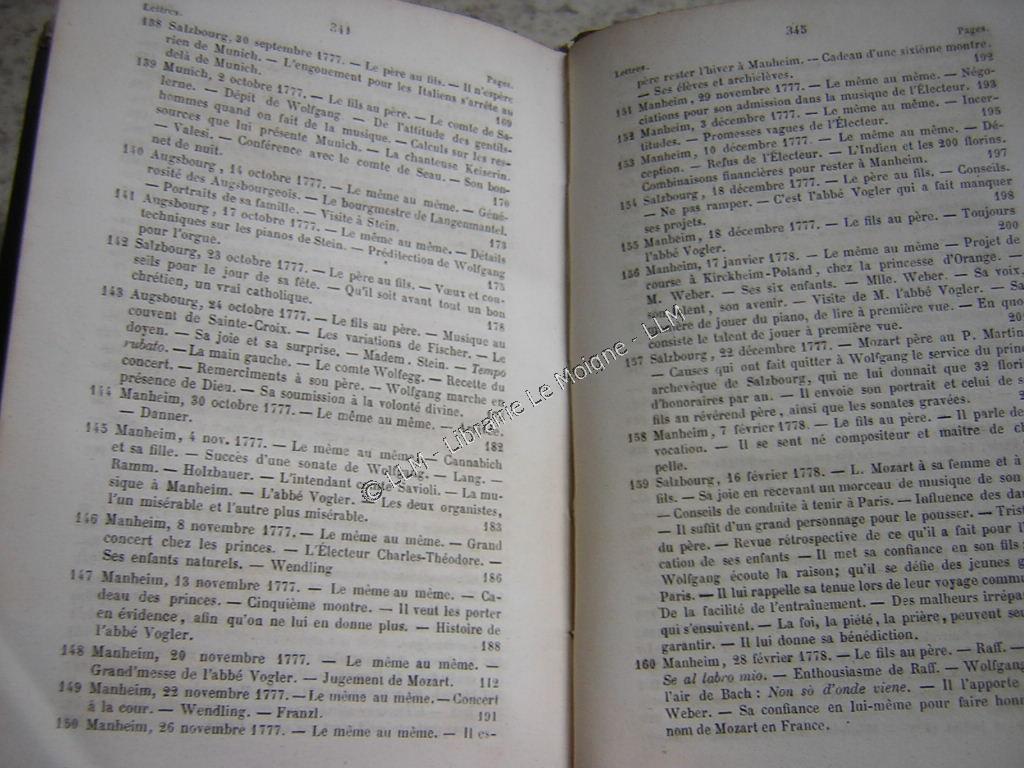 Lettres.
344
Pages.
138 Salzbourg, 30 septembre 1777. — Le père au fils. — Il n'espère
rien de Munich. — L'engouement pour les Italiens s'arrête au
delà de Munich.
169
139 Munich, 2 octobre 1777. — Le fils au père. — Le comte de Sa-
lerne. — Dépit de Wolfgang — De l'attitude des gentils-
hommes quand on fait de la musique. — Calculs sur les res-
sources que lui présente Munich. — La chanteuse Keiserin.
— Valesi. — Conférence avec le comte de Seau. — Son bon-
net de nuit.
170
140 Augsbourg, 14 octobre 1777. — Le même au même. — Géné-
rosité des Augsbourgeois. — Le bourgmestre de Langenmantel.
— Portraits de sa famille. — Visite à Stein.
173
141 Augsbourg, 17 octobre 1777. — Le même au même. — Détails
techniques sur les pianos de Stein. — Prédilection de Wolfgang
pour l'orgue.
175
142 Salzbourg, 23 octobre 1777. — Le père au fils. — Vœux et con-
seils pour le jour de sa fête. — Qu'il soit avant tout un bon
chrétien, un vrai catholique.
178
143 Augsbourg, 24 octobre 1777. — Le fils au père. — Musique au
couvent de Sainte-Croix. — Les variations de Fischer. — Le
doyen. — Sa joie et sa surprise. — Madem. Stein. — Tempo
rubato. — La main gauche. — Le comte Wolfegg. — Recette du
concert. — Remerciments à son père. — Wolfgang marche en
présence de Dieu. — Sa soumission à la volonté divine.
144 Manheim, 30 octobre 1777. — Le même au même.
— Danner.
182
145 Manheim, 4 nov. 1777. — Le même au même. — Cannabich
et sa fille. — Succès d'une sonate de Wolfgang. — Lang. —
Ramm. — Holzbauer. — L'intendant comte Savioli. — La mu-
sique à Manheim. — L'abbé Vogler. — Les deux organistes,
l'un misérable et l'autre plus misérable.
183
146 Manheim, 8 novembre 1777. — Le même au même. — Grand
concert chez les princes. — L'Électeur Charles-Théodore. —
Ses enfants naturels. — Wendling
186
147 Manheim, 13 novembre 1777. — Le même au même. — Ca-
deau des princes. — Cinquième montre. — Il veut les porter
en évidence, afin qu'on ne lui en donne plus. — Histoire de
l'abbé Vogler.
188
148 Manheim, 20 novembre 1777. — Le même au même. —
Grand'messe de l'abbé Vogler. — Jugement de Mozart. 112
149 Manheim, 22 novembre 1777. — Le même au même. — Concert
à la cour. — Wendling. — Franzl.
191
150 Manheim, 26 novembre 1777. — Le même au même. — Il es-
345
Lettres.
Pages.
père rester l'hiver à Manheim. — Cadeau d'une sixième montre.
— Ses élèves et archiélèves.
192
151 Manheim, 29 novembre 1777. — Le même au même. — Négo-
ciations pour son admission dans la musique de l'Électeur. 193
152 Manheim, 3 décembre 1777. — Le même au même. — Incer-
titudes. — Promesses vagues de l'Électeur.
195
153 Manheim, 10 décembre 1777. — Le même au même. — Dé-
ception. — Refus de l'Électeur. — L'Indien et les 200 florins.
Combinaisons financières pour rester à Manheim.
197
154 Salzbourg, 18 décembre 1777. — Le père au fils. — Conseils.
— Ne pas ramper. — C'est l'abbé Vogler qui a fait manquer
ses projets.
198
155 Manheim, 18 décembre 1777. — Le fils au père. — Toujours
l'abbé Vogler.
200
156 Manheim, 17 janvier 1778. — Le même au même — Projet de
course à Kirckheim-Poland, chez la princesse d'Orange. —
M. Weber. — Ses six enfants. — Mlle. Weber. — Sa voix,
son talent, son avenir. — Visite de M. l'abbé Vogler. — Sa
manière de jouer du piano, de lire à première vue. — En quoi
consiste le talent de jouer à première vue.
157 Salzbourg, 22 décembre 1777. — Mozart père au P. Martini
— Causes qui ont fait quitter à Wolfgang le service du prin
archevêque de Salzbourg, qui ne lui donnait que 32 flori
d'honoraires par an. — Il envoie son portrait et celui de s
fils au révérend père, ainsi que les sonates gravées.
158 Manheim, 7 février 1778. — Le fils au père. — Il parle de
vocation. — Il se sent né compositeur et maître de ch
pelle.
159 Salzbourg, 16 février 1778. — L. Mozart à sa femme et à
fils. — Sa joie en recevant un morceau de musique de son
— Conseils de conduite à tenir à Paris. — Influence des dam
— Il suffit d'un grand personnage pour le pousser. — Trist
du père. — Revue rétrospective de ce qu'il a fait pour l'
cation de ses enfants — Il met sa confiance en son fils
Wolfgang écoute la raison; qu'il se défie des jeunes g
Paris. — Il lui rappelle sa tenue lors de leur voyage commu
De la facilité de l'entraînement. — Des malheurs irrépa
qui s'ensuivent. — La foi, la piété, la prière, peuvent seu
garantir. — Il lui donne sa bénédiction.
160 Manheim, 28 février 1778. — Le fils au père. — Raff. —
Se al labro mio. — Enthousiasme de Raff. — Wolfgang
l'air de Bach : Non sò d'onde viene. — Il l'apporte
Weber. — Sa confiance en lui-même pour faire hon
nom de Mozart en France.
© LLM - Librairie Le Moigne - LLM